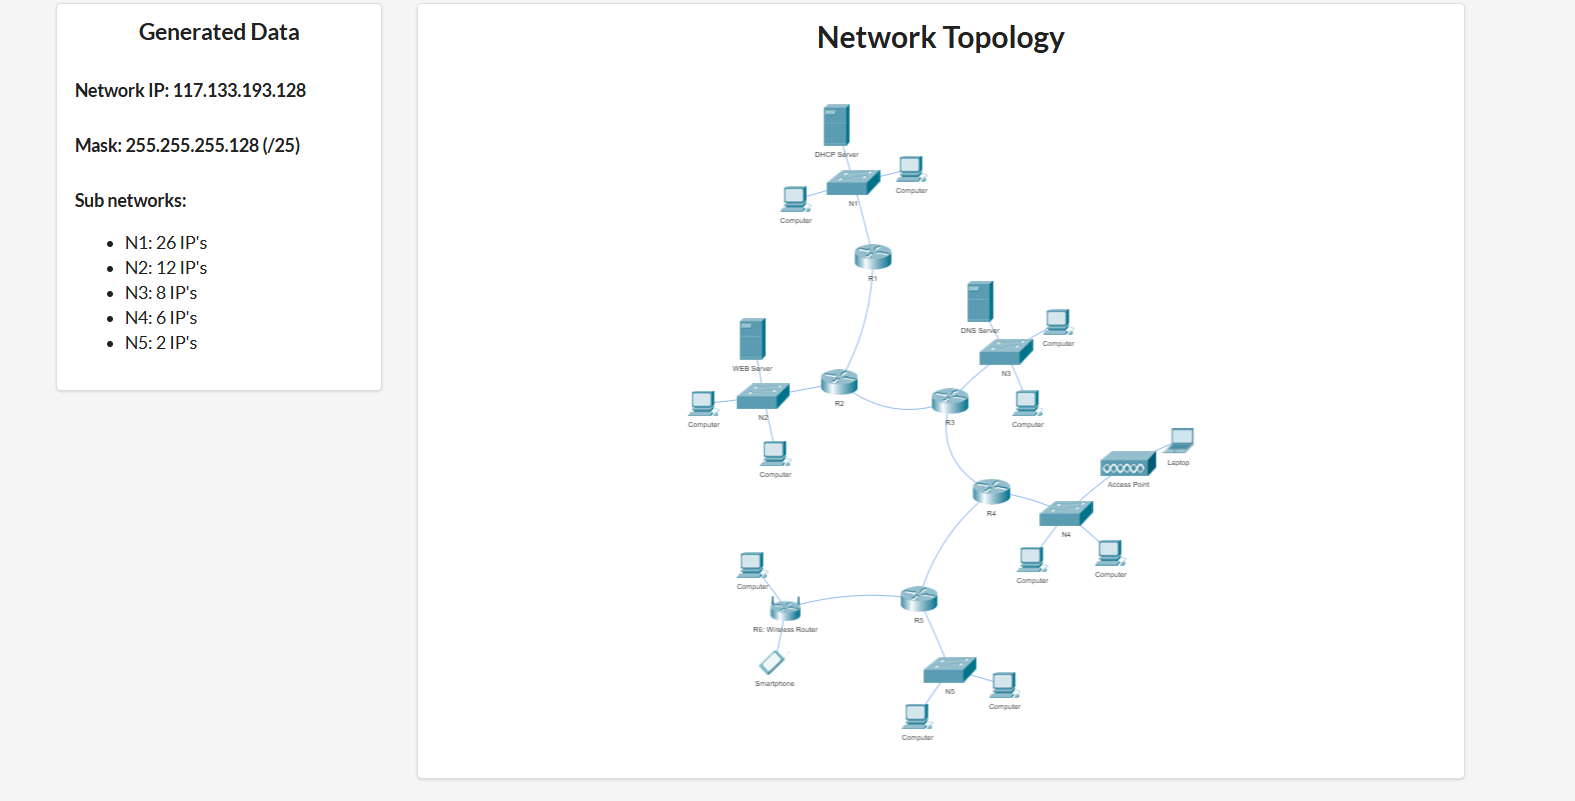 Generated Data
Network IP: 117.133.193.128
Mask: 255.255.255.128 (/25)
Sub networks:
N1: 26 IP's
N2: 12 IP's
N3: 8 IP's
N4: 6 IP's
N5: 2 IP's
Network Topology
DHCP Server
Computer
N1
Computer
R1
DNS Server
Computer
WEB Server
N3
R2
N2
Computer
R3
Computer
Computer
Laptop
Access Point
R4
N4
Computer
Computer
Computer
R5
R6: Wireless Router
Smartphone
N5
Computer
Computer